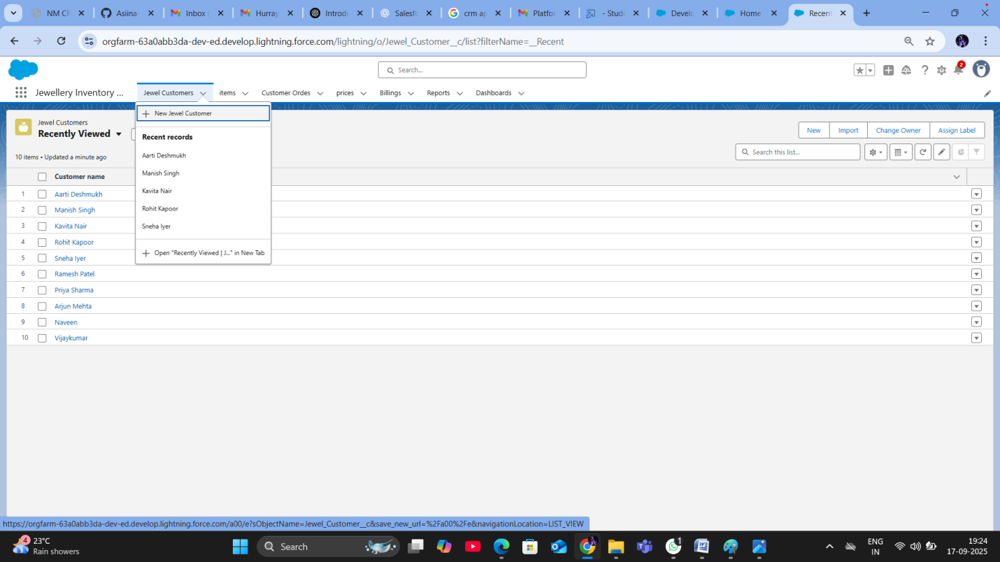 NM CR
Asiina-
Inbox (
Hurray
Introdu
Salesfo
crm ap
Platfor
- Stude
Develo
Home
Recent
orgfarm-63a0abb3da-dev-ed.develop.lightning.force.com/lightning/o/Jewel_Customer__c/list?filterName=__Recent
Search...
2
Jewellery Inventory ...
Jewel Customers
items
Customer Ordes
prices
Billings
Reports
Dashboards
New Jewel Customer
Recent records
Aarti Deshmukh
Manish Singh
Kavita Nair
Rohit Kapoor
Sneha Iyer
Open "Recently Viewed | J..." in New Tab
Jewel Customers
Recently Viewed
New
Import
Change Owner
Assign Label
10 items • Updated a minute ago
Search this list...
Customer name
1 Aarti Deshmukh
2 Manish Singh
3 Kavita Nair
4 Rohit Kapoor
5 Sneha Iyer
6 Ramesh Patel
7 Priya Sharma
8 Arjun Mehta
9 Naveen
10 Vijaykumar
https://orgfarm-63a0abb3da-dev-ed.develop.lightning.force.com/a00/e?sObjectName=Jewel_Customer__c&save_new_url=%2Fa00%2Fe&navigationLocation=LIST_VIEW
4
23°C
Rain showers
Search
1
ENG
IN
19:24
17-09-2025